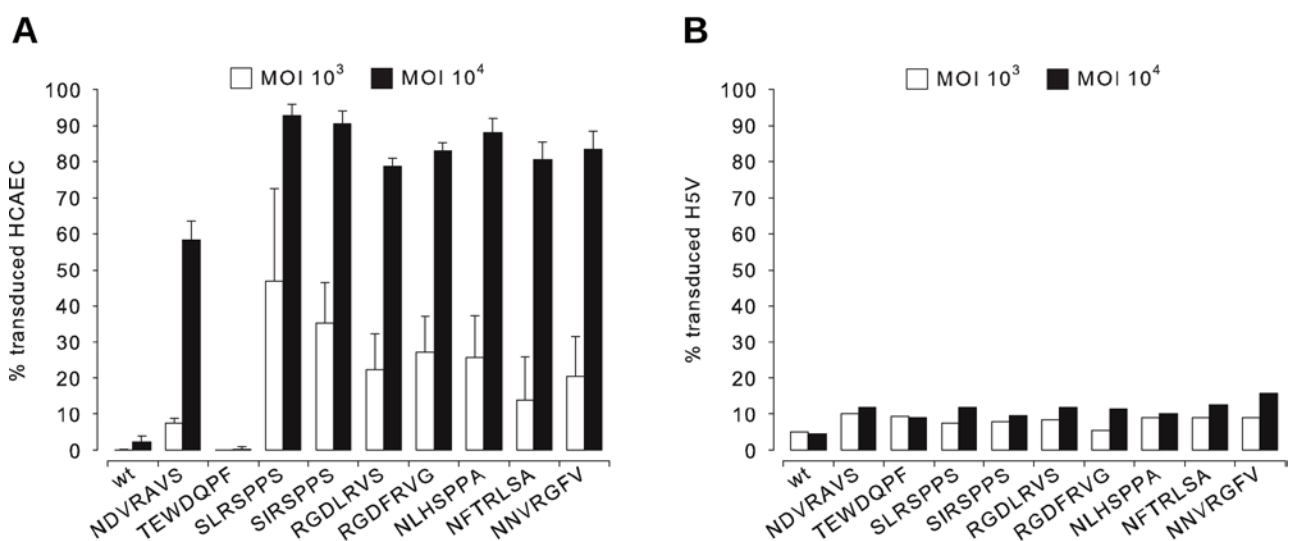 A
MOI 10³ MOI 10⁴
% transduced HCAEC
100
90
80
70
60
50
40
30
20
10
0
wt
NDVRAVS
TEWDQPF
SLRSPPS
SIRSPPS
RGDLRVS
RGDFRVG
NLHSPPA
NFTRLSA
NNVRGFV
B
MOI 10³ MOI 10⁴
% transduced H5V
100
90
80
70
60
50
40
30
20
10
0
wt
NDVRAVS
TEWDQPF
SLRSPPS
SIRSPPS
RGDLRVS
RGDFRVG
NLHSPPA
NFTRLSA
NNVRGFV